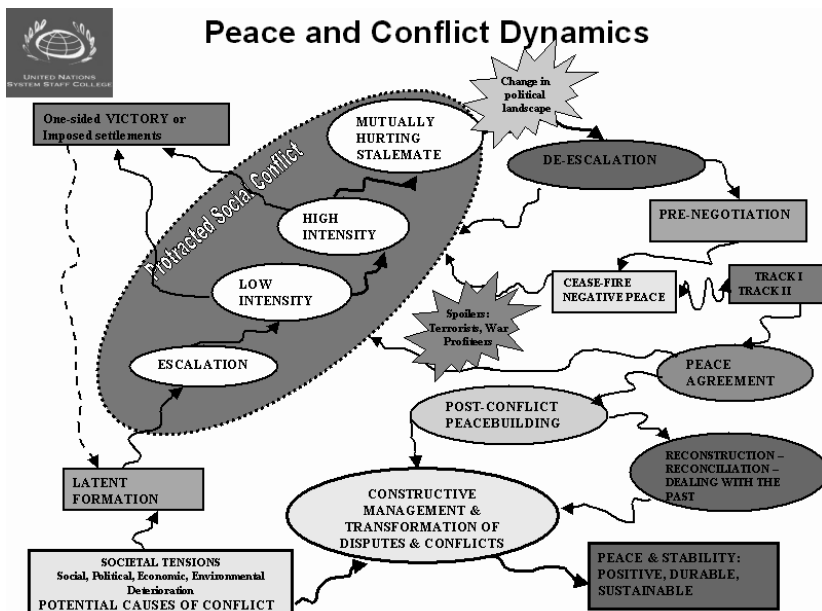 Peace and Conflict Dynamics
UNITED NATIONS
SYSTEM STAFF COLLEGE
Change in
political
landscape
One-sided VICTORY or
Imposed settlements
MUTUALLY
HURTING
STALEMATE
DE-ESCALATION
Protracted Social Conflict
HIGH
INTENSITY
PRE-NEGOTIATION
LOW
INTENSITY
CEASE-FIRE
NEGATIVE PEACE
TRACK I
TRACK II
Spoilers:
Terrorists, War
Profiteers
ESCALATION
PEACE
AGREEMENT
POST-CONFLICT
PEACEBUILDING
RECONSTRUCTION –
RECONCILIATION –
DEALING WITH THE
PAST
LATENT
FORMATION
CONSTRUCTIVE
MANAGEMENT &
TRANSFORMATION OF
DISPUTES & CONFLICTS
SOCIETAL TENSIONS
Social, Political, Economic, Environmental
Deterioration
POTENTIAL CAUSES OF CONFLICT
PEACE & STABILITY:
POSITIVE, DURABLE,
SUSTAINABLE